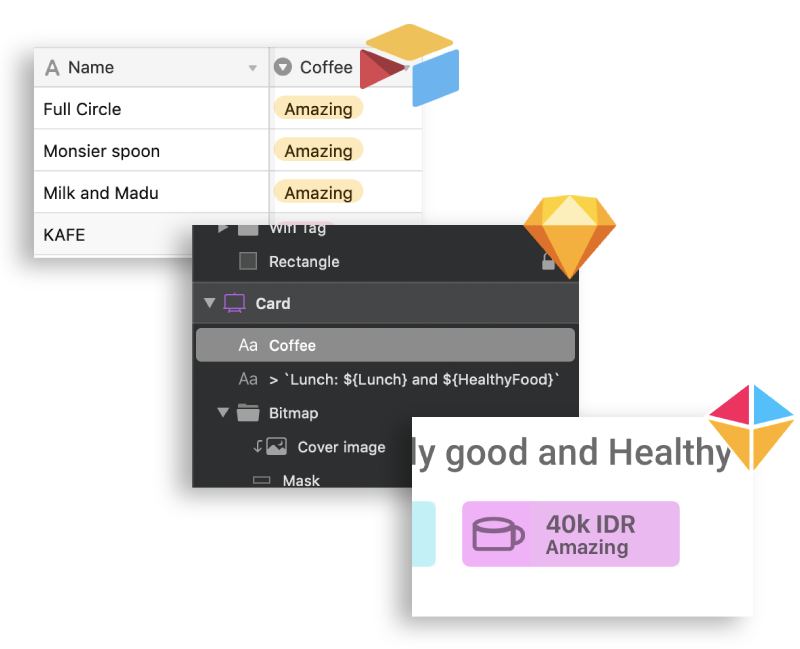 A Name
Coffee
Full Circle
Amazing
Monsier spoon
Amazing
Milk and Madu
Amazing
KAFE
Wifi Tag
Rectangle
Card
Aa Coffee
Aa > `Lunch: ${Lunch} and ${HealthyFood}`
Bitmap
Cover image
Mask
ly good and Healthy
40k IDR
Amazing